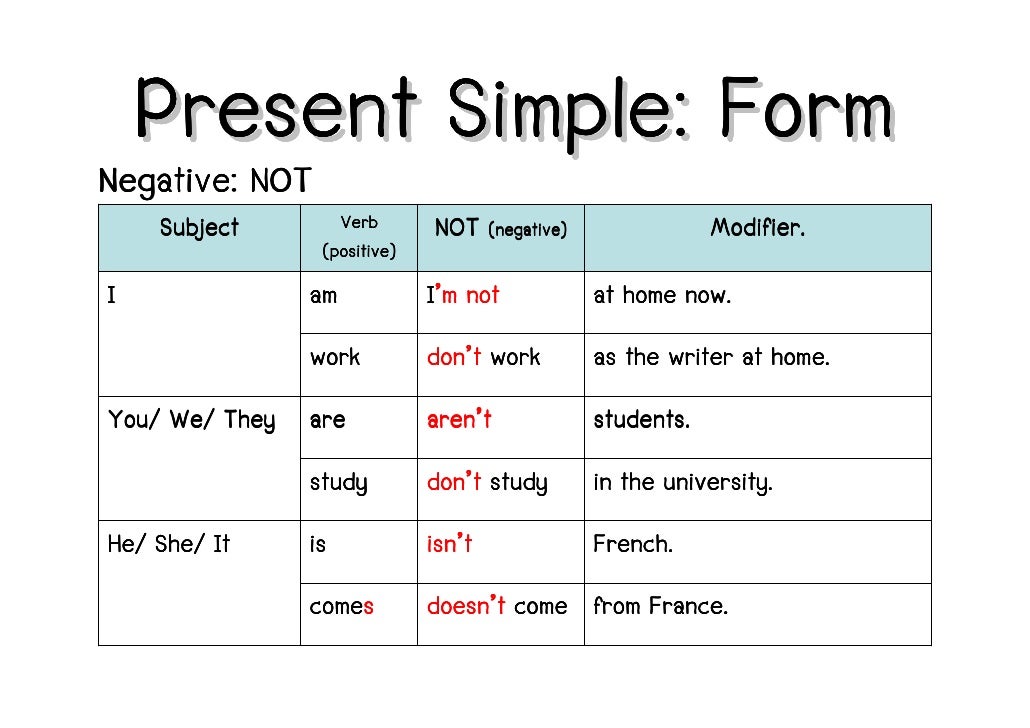 Present Simple: Form
Negative: NOT
Subject Verb NOT (negative) Modifier.
(positive)
I am I'm not at home now.
work don't work as the writer at home.
You/ We/ They are aren't students.
study don't study in the university.
He/ She/ It is isn't French.
comes doesn't come from France.